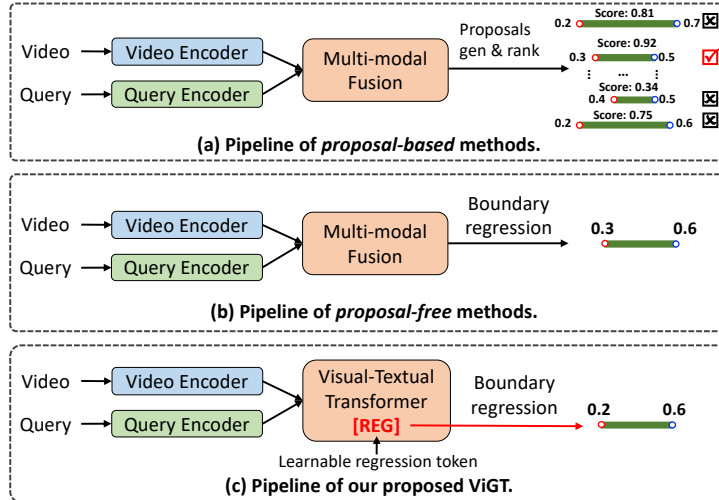 Video
Video Encoder
Query
Query Encoder
Multi-modal
Fusion
Proposals
gen & rank
Score: 0.81
0.2
0.7
Score: 0.92
0.3
0.5
...
...
...
Score: 0.34
0.4
0.5
Score: 0.75
0.2
0.6
(a) Pipeline of proposal-based methods.
Video
Video Encoder
Query
Query Encoder
Multi-modal
Fusion
Boundary
regression
0.3
0.6
(b) Pipeline of proposal-free methods.
Video
Video Encoder
Query
Query Encoder
Visual-Textual
Transformer
[REG]
Boundary
regression
0.2
0.6
Learnable regression token
(c) Pipeline of our proposed ViGT.